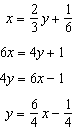 x = 2/3 y + 1/6
6x = 4y + 1
4y = 6x − 1
y = 6/4 x − 1/4